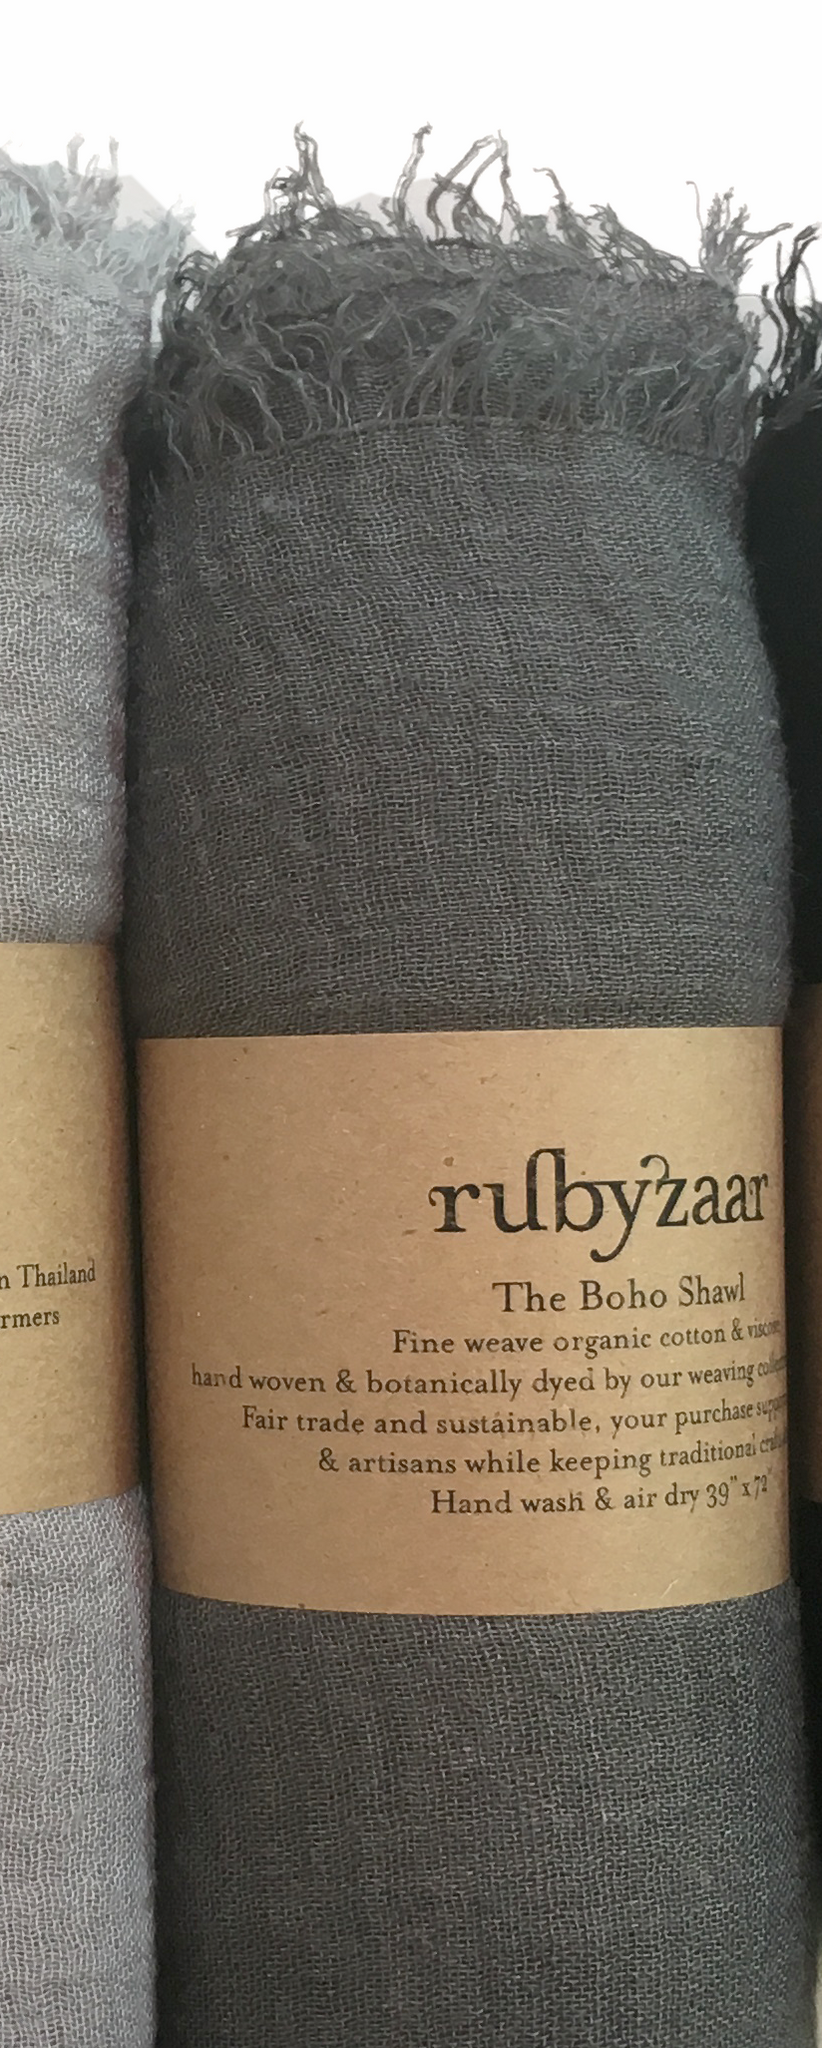 n Thailand
rmers
rubyzaar
The Boho Shawl
Fine weave organic cotton & viscose
hand woven & botanically dyed by our weaving
Fair trade and sustainable, your purchase
& artisans while keeping traditional
Hand wash & air dry 39" x 72"